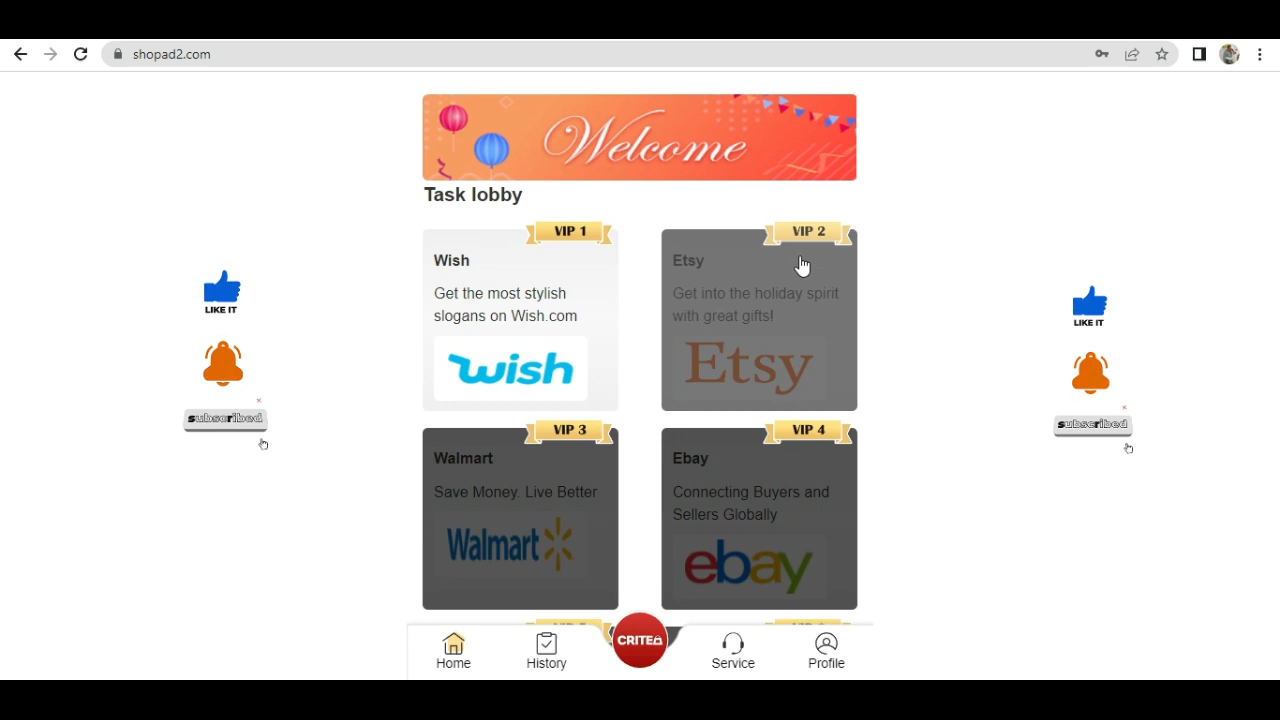 shopad2.com
Welcome
Task lobby
VIP 1
VIP 2
Wish
Get the most stylish
slogans on Wish.com
wish
Etsy
Get into the holiday spirit
with great gifts!
Etsy
LIKE IT
subscribed
LIKE IT
subscribed
VIP 3
VIP 4
Walmart
Save Money. Live Better
Walmart
Ebay
Connecting Buyers and
Sellers Globally
ebay
Home
History
CRITEO
Service
Profile